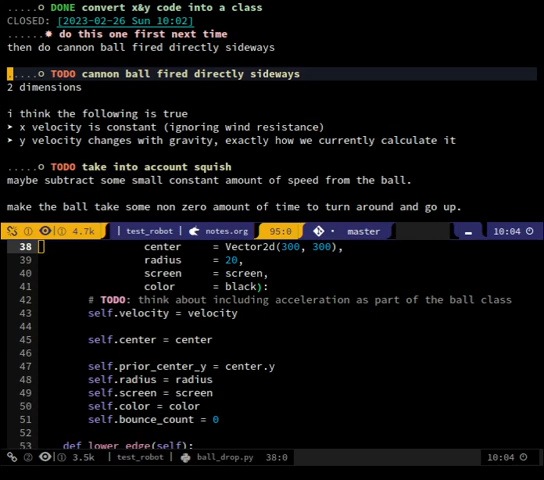 .....o DONE convert x&y code into a class
CLOSED: [2023-02-26 Sun 10:02]
......✸ do this one first next time
then do cannon ball fired directly sideways
.....o TODO cannon ball fired directly sideways
2 dimensions
i think the following is true
➤ x velocity is constant (ignoring wind resistance)
➤ y velocity changes with gravity, exactly how we currently calculate it
.....o TODO take into account squish
maybe subtract some small constant amount of speed from the ball.
make the ball take some non zero amount of time to turn around and go up.
① 4.7k | test_robot | notes.org 95:0 • master 10:04
38 center = Vector2d(300, 300),
39 radius = 20,
40 screen = screen,
41 color = black):
42 # TODO: think about including acceleration as part of the ball class
43 self.velocity = velocity
44
45 self.center = center
46
47 self.prior_center_y = center.y
48 self.radius = radius
49 self.screen = screen
50 self.color = color
51 self.bounce_count = 0
52
53 def lower_edge(self):
② ① 3.5k | test_robot | ball_drop.py 38:0 10:04